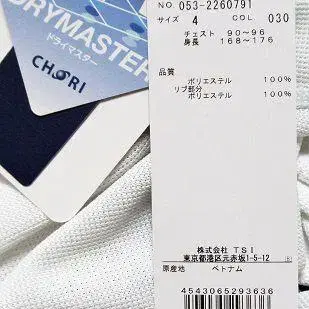 DRYMASTER
ドライマスター
CHORI
NO 053-2260791
サイズ 4 COL 030
チェスト 90～96
身長 168～176
品質
ポリエステル 100%
リブ部分
ポリエステル 100%
株式会社 TSI
東京都港区元赤坂1-5-12
原産地 ベトナム
4543065293636